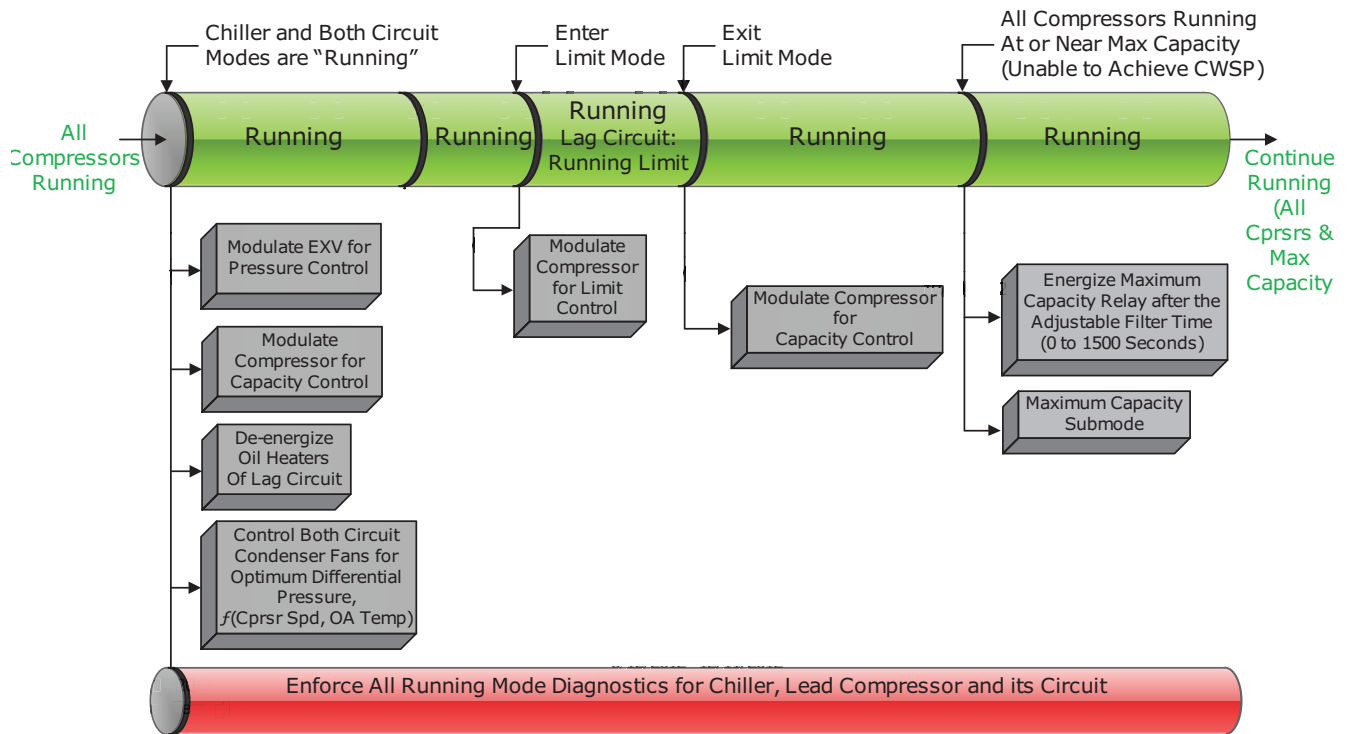 Chiller and Both Circuit
Modes are “Running”
Enter
Limit Mode
Exit
Limit Mode
All Compressors Running
At or Near Max Capacity
(Unable to Achieve CWSP)
All
Compressors
Running
Running
Running
Running
Lag Circuit:
Running Limit
Running
Running
Continue
Running
(All
Cprsrs &
Max
Capacity
Modulate EXV for
Pressure Control
Modulate
Compressor for
Capacity Control
De-energize
Oil Heaters
Of Lag Circuit
Control Both Circuit
Condenser Fans for
Optimum Differential
Pressure,
ƒ(Cprsr Spd, OA Temp)
Modulate
Compressor
for Limit
Control
Modulate Compressor
for
Capacity Control
Energize Maximum
Capacity Relay after the
Adjustable Filter Time
(0 to 1500 Seconds)
Maximum Capacity
Submode
Enforce All Running Mode Diagnostics for Chiller, Lead Compressor and its Circuit